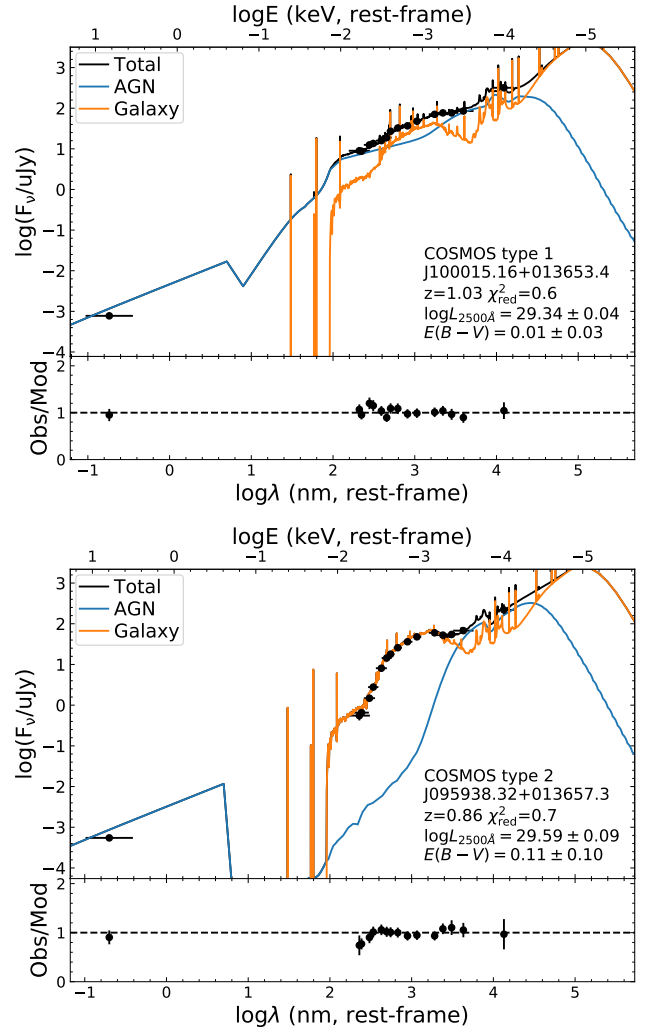 logE (keV, rest-frame)
1 0 −1 −2 −3 −4 −5
Total
AGN
Galaxy
log(Fν/uJy)
3
2
1
0
−1
−2
−3
−4
COSMOS type 1
J100015.16+013653.4
z=1.03 χ²red=0.6
logL2500Å = 29.34 ± 0.04
E(B − V) = 0.01 ± 0.03
Obs/Mod
2
1
0
−1 0 1 2 3 4 5
logλ (nm, rest-frame)
logE (keV, rest-frame)
1 0 −1 −2 −3 −4 −5
Total
AGN
Galaxy
log(Fν/uJy)
3
2
1
0
−1
−2
−3
−4
COSMOS type 2
J095938.32+013657.3
z=0.86 χ²red=0.7
logL2500Å = 29.59 ± 0.09
E(B − V) = 0.11 ± 0.10
Obs/Mod
2
1
0
−1 0 1 2 3 4 5
logλ (nm, rest-frame)